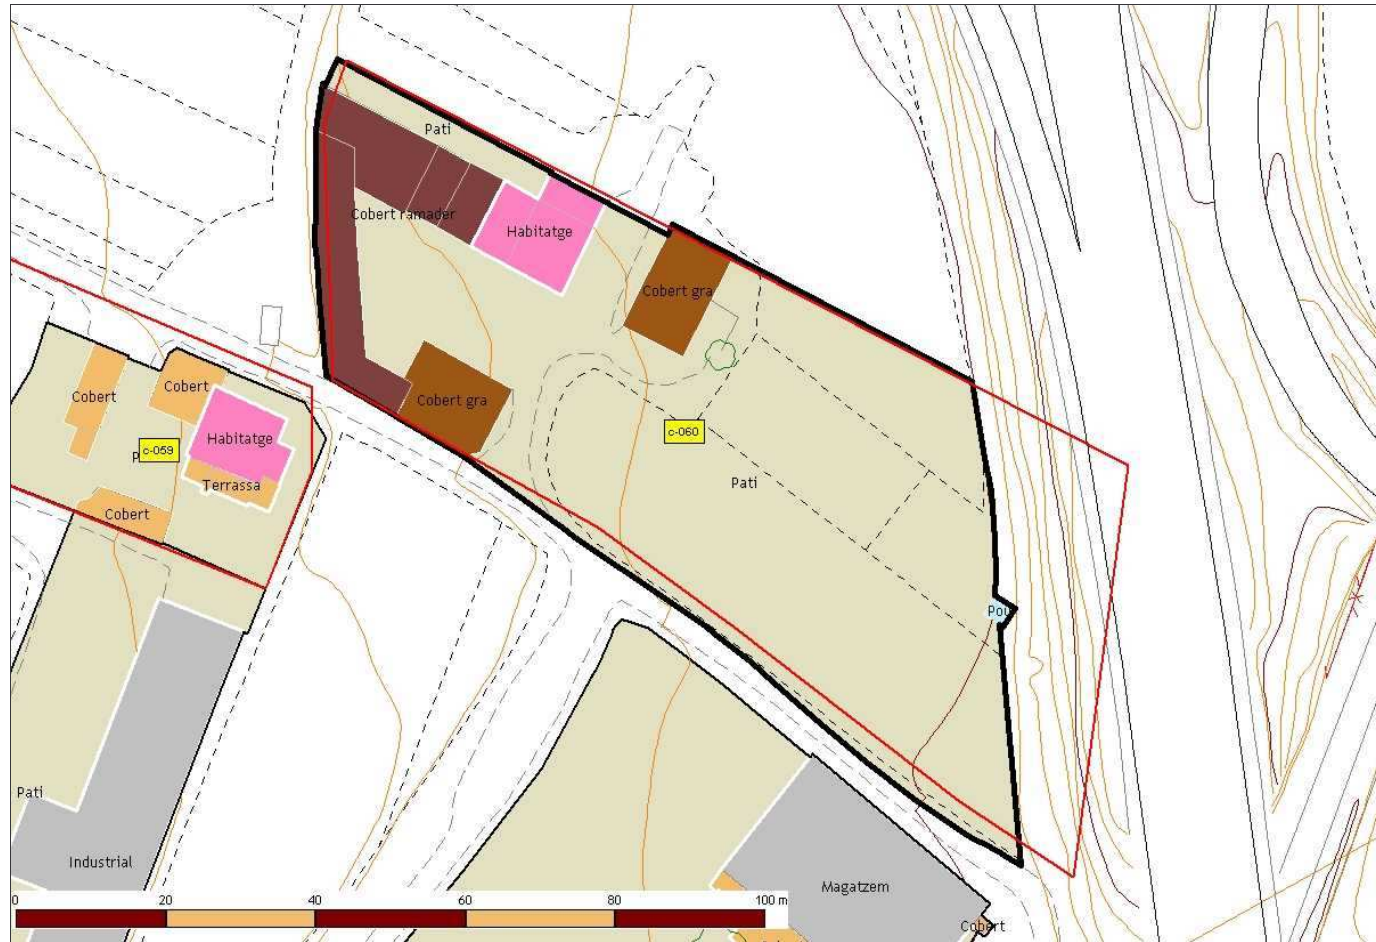 Pati
Cobert ramader
Habitatge
Cobert gra
Cobert
Cobert
Cobert gra
Habitatge
c-060
c-059
Pati
Terrassa
Cobert
Pou
Pati
Industrial
Magatzem
0 20 40 60 80 100 m
Cobert